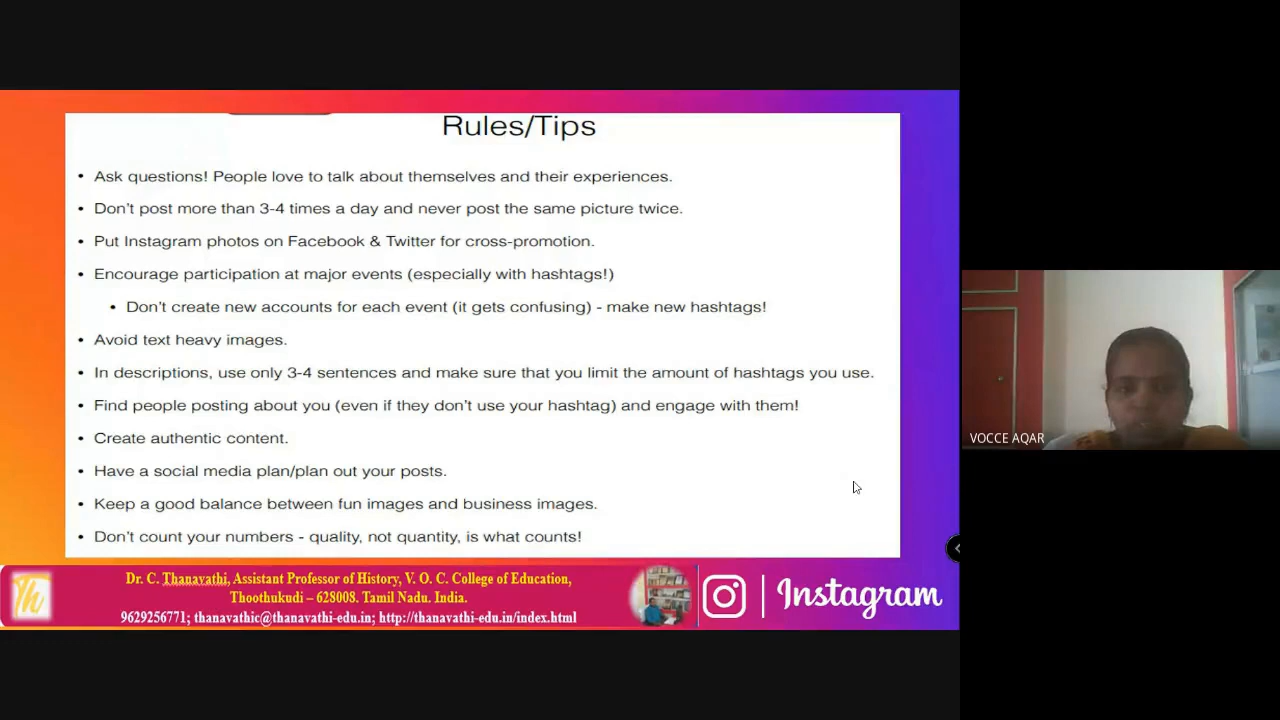 Rules/Tips
• Ask questions! People love to talk about themselves and their experiences.
• Don't post more than 3-4 times a day and never post the same picture twice.
• Put Instagram photos on Facebook & Twitter for cross-promotion.
• Encourage participation at major events (especially with hashtags!)
• Don't create new accounts for each event (it gets confusing) - make new hashtags!
• Avoid text heavy images.
• In descriptions, use only 3-4 sentences and make sure that you limit the amount of hashtags you use.
• Find people posting about you (even if they don't use your hashtag) and engage with them!
• Create authentic content.
• Have a social media plan/plan out your posts.
• Keep a good balance between fun images and business images.
• Don't count your numbers - quality, not quantity, is what counts!
Th
Dr. C. Thanavathi, Assistant Professor of History, V. O. C. College of Education,
Thoothukudi – 628008. Tamil Nadu. India.
9629256771; thanavathic@thanavathi-edu.in; http://thanavathi-edu.in/index.html
Instagram
VOCCE AQAR